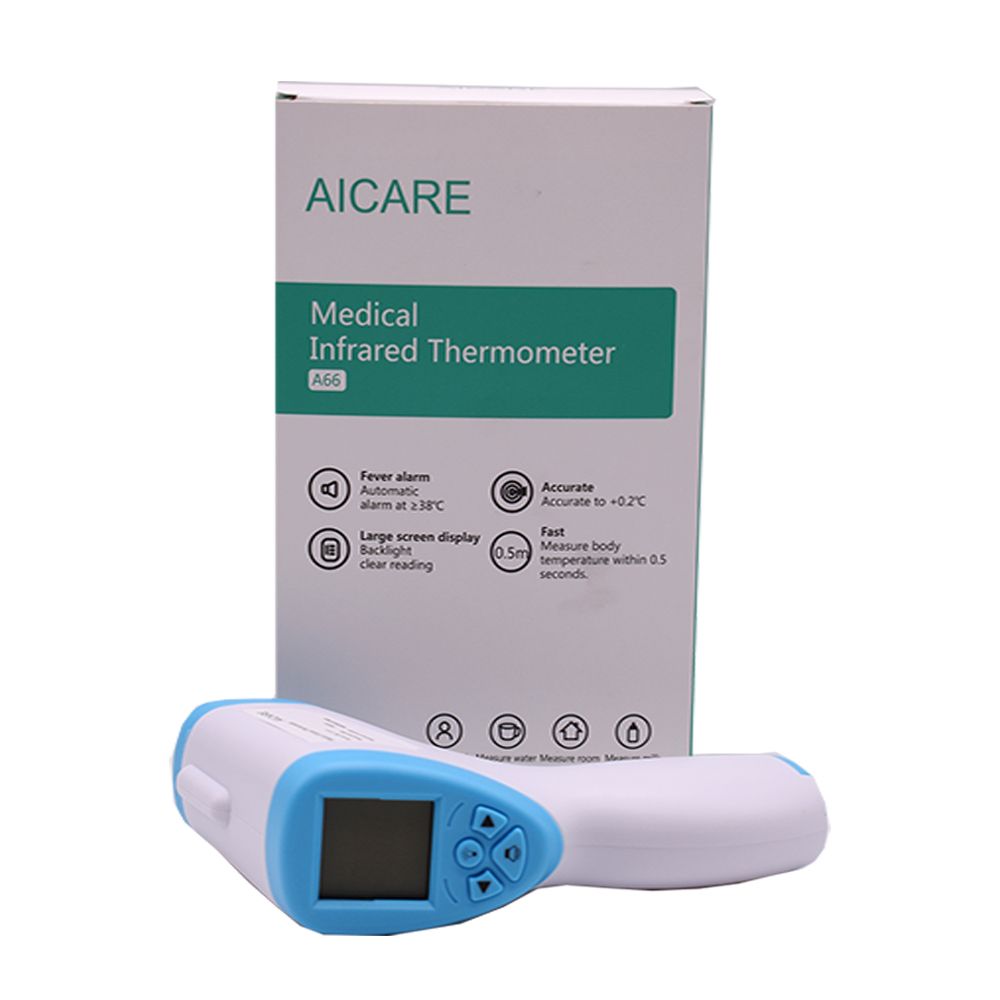 AICARE
Medical
Infrared Thermometer
A66
Fever alarm
Automatic
alarm at ≥38℃
Accurate
Accurate to +0.2℃
Large screen display
Backlight
clear reading
0.5m
Fast
Measure body
temperature within 0.5
seconds.
Measure water Measure room Measure